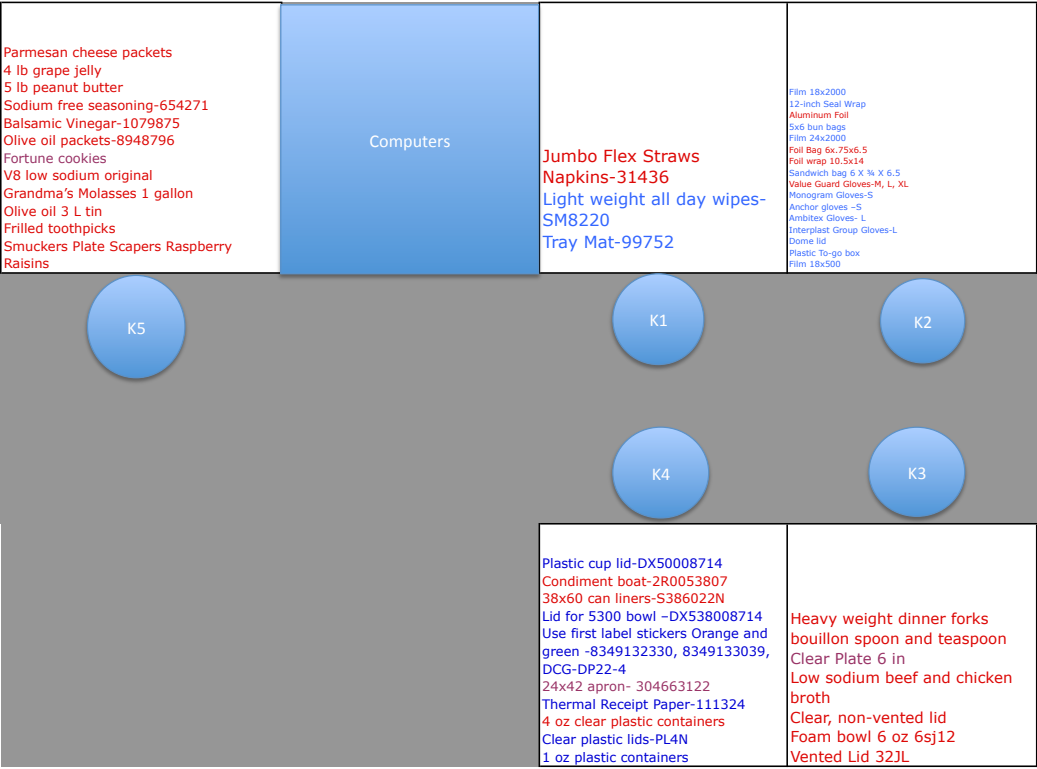 Parmesan cheese packets
4 lb grape jelly
5 lb peanut butter
Sodium free seasoning-654271
Balsamic Vinegar-1079875
Olive oil packets-8948796
Fortune cookies
V8 low sodium original
Grandma's Molasses 1 gallon
Olive oil 3 L tin
Frilled toothpicks
Smuckers Plate Scapers Raspberry
Raisins
Computers
Jumbo Flex Straws
Napkins-31436
Light weight all day wipes-
SM8220
Tray Mat-99752
Film 18x2000
12-inch Seal Wrap
Aluminum Foil
5x6 bun bags
Film 24x2000
Foil Bag 6x.75x6.5
Foil wrap 10.5x14
Sandwich bag 6 X ¾ X 6.5
Value Guard Gloves-M, L, XL
Monogram Gloves-S
Anchor gloves –S
Ambitex Gloves- L
Interplast Group Gloves-L
Dome lid
Plastic To-go box
Film 18x500
K5
K1
K2
K4
K3
Plastic cup lid-DX50008714
Condiment boat-2R0053807
38x60 can liners-S386022N
Lid for 5300 bowl –DX538008714
Use first label stickers Orange and
green -8349132330, 8349133039,
DCG-DP22-4
24x42 apron- 304663122
Thermal Receipt Paper-111324
4 oz clear plastic containers
Clear plastic lids-PL4N
1 oz plastic containers
Heavy weight dinner forks
bouillon spoon and teaspoon
Clear Plate 6 in
Low sodium beef and chicken
broth
Clear, non-vented lid
Foam bowl 6 oz 6sj12
Vented Lid 32JL